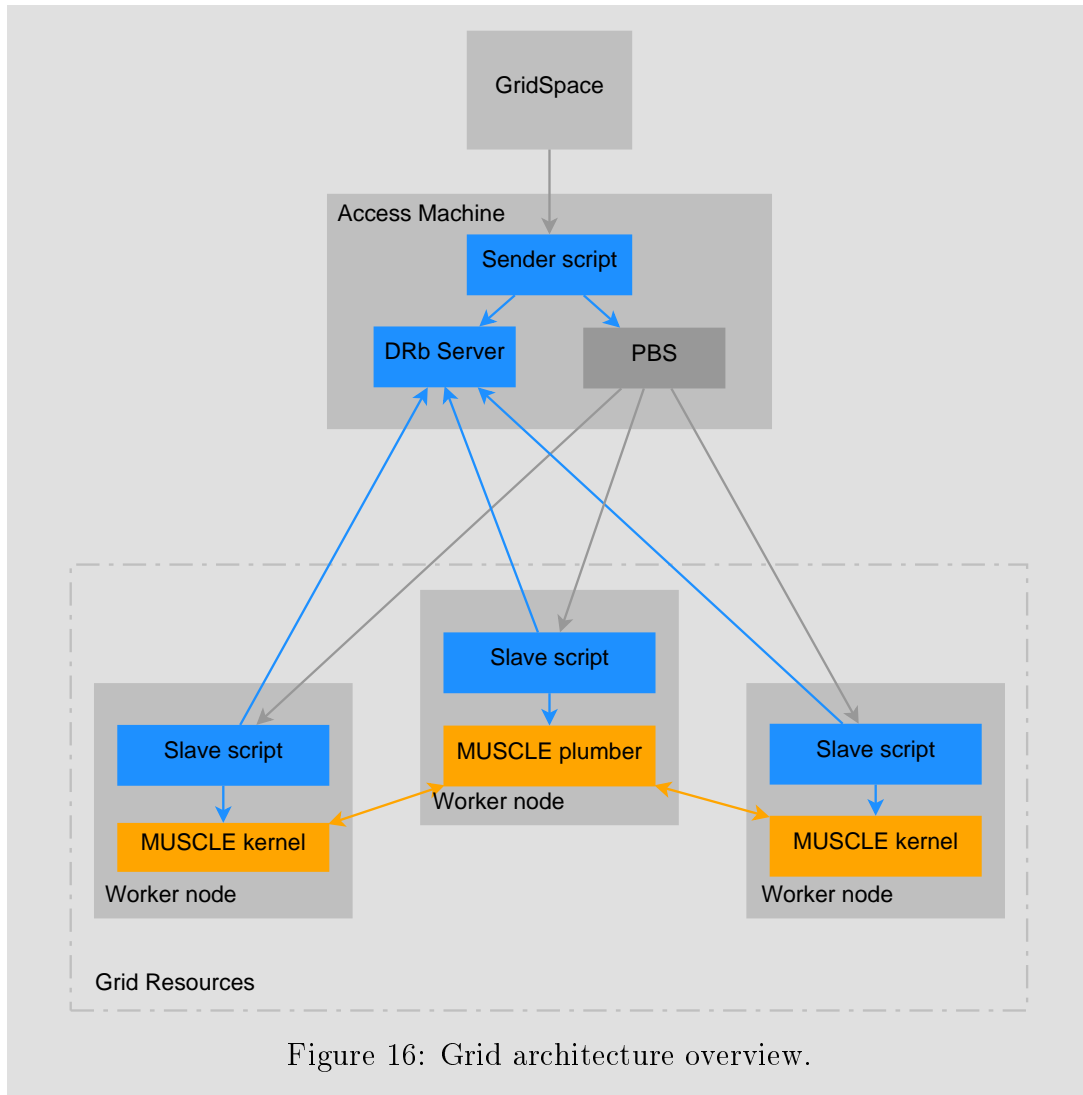 GridSpace
Access Machine
Sender script
DRb Server
PBS
Slave script
MUSCLE plumber
Worker node
Slave script
MUSCLE kernel
Worker node
Slave script
MUSCLE kernel
Worker node
Grid Resources
Figure 16: Grid architecture overview.